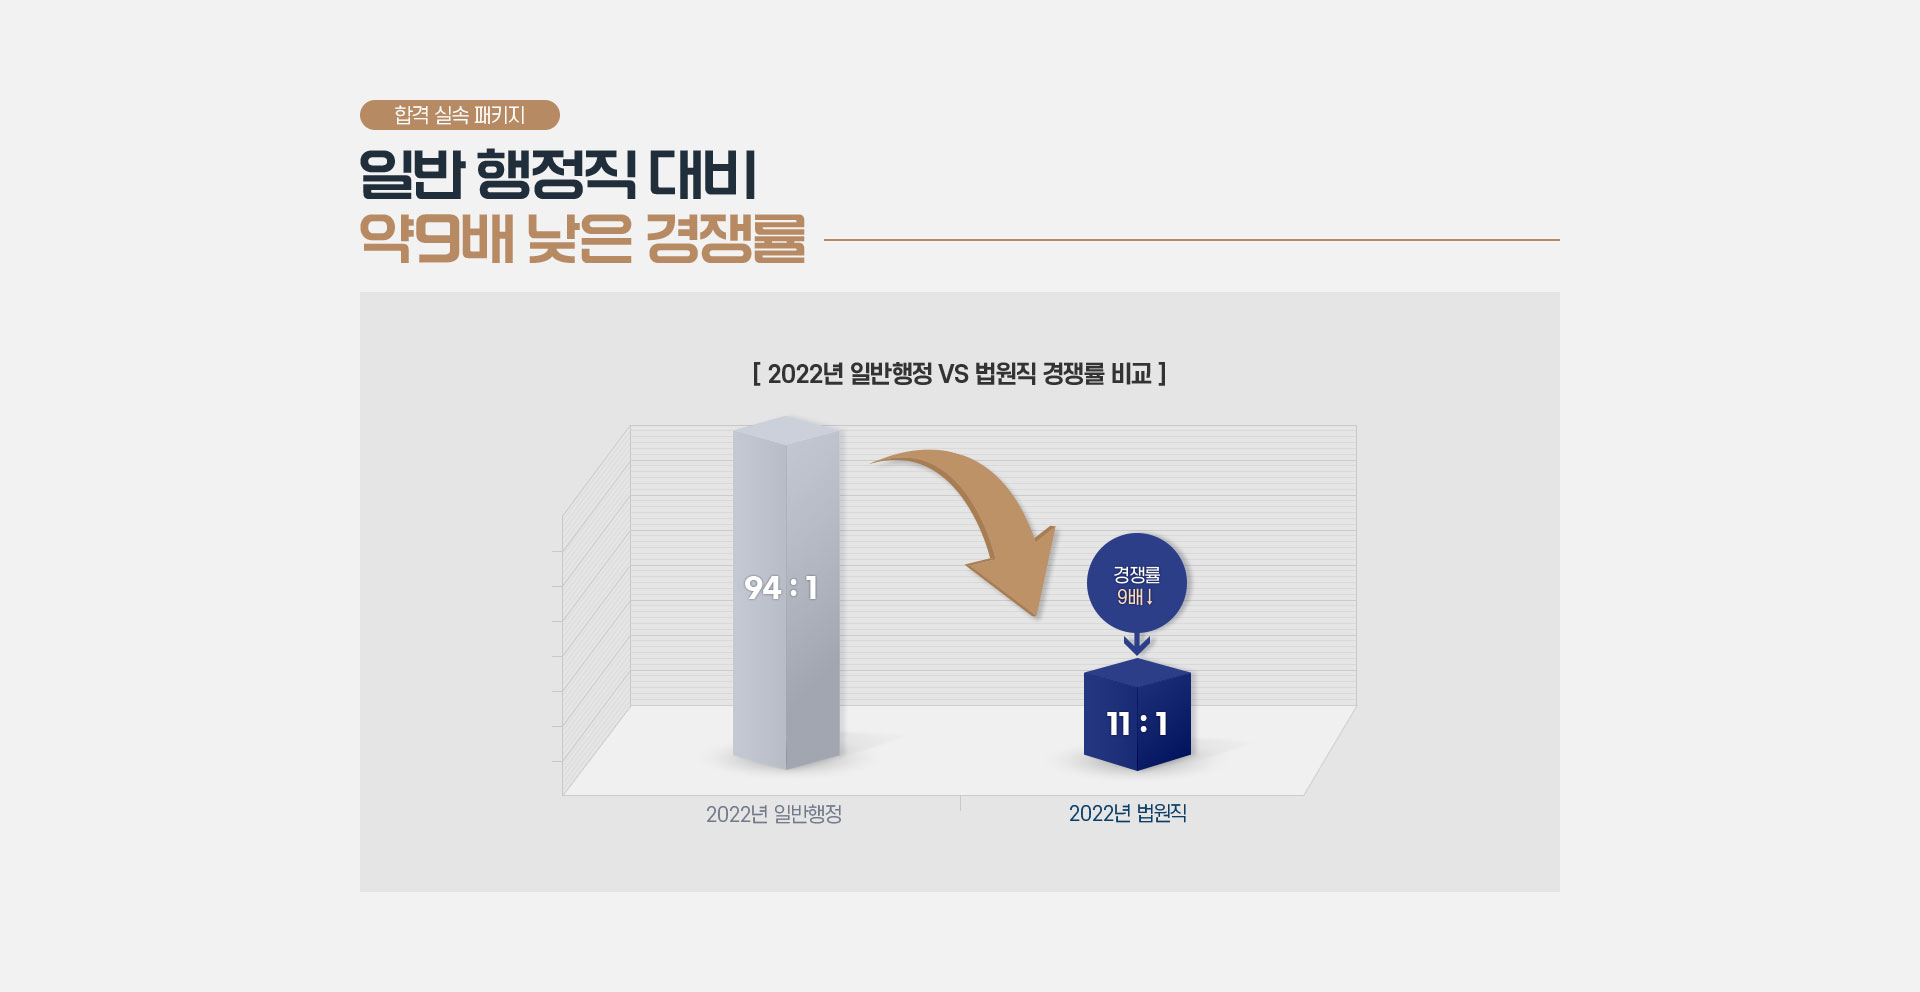 합격 실속 패키지
일반 행정직 대비
약9배 낮은 경쟁률
[ 2022년 일반행정 VS 법원직 경쟁률 비교 ]
94 : 1
경쟁률
9배↓
11 : 1
2022년 일반행정
2022년 법원직